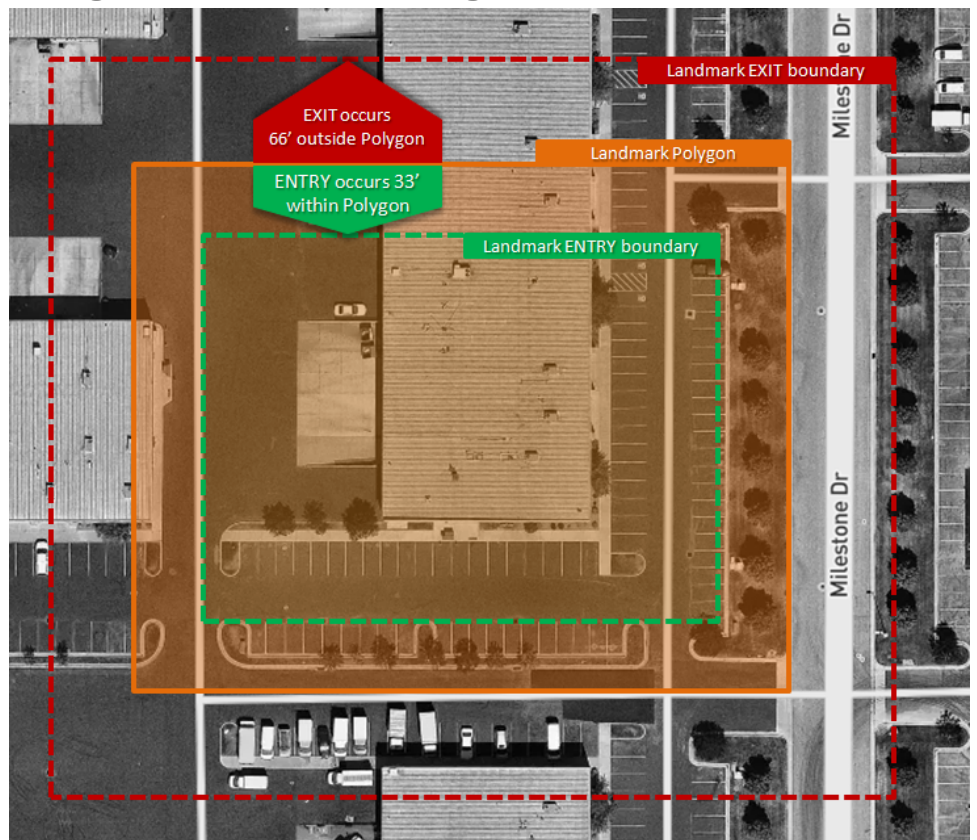 Landmark EXIT boundary
EXIT occurs
66’ outside Polygon
Landmark Polygon
ENTRY occurs 33’
within Polygon
Landmark ENTRY boundary
Milestone Dr
Milestone Dr